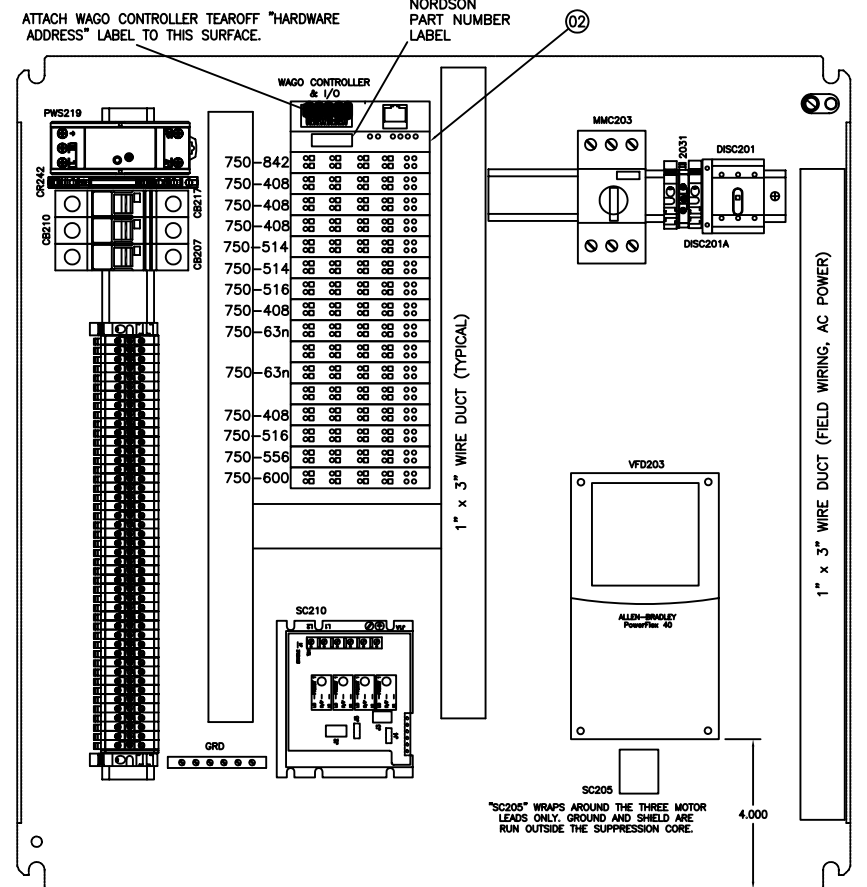 ATTACH WAGO CONTROLLER TEAROFF "HARDWARE
ADDRESS" LABEL TO THIS SURFACE.
NORDSON
PART NUMBER
LABEL
02
WAGO CONTROLLER
& I/O
PWS219
CR242
CB217
CB210
CB207
750-842
750-408
750-408
750-408
750-514
750-514
750-516
750-408
750-63n
750-63n
750-408
750-516
750-556
750-600
1" x 3" WIRE DUCT (TYPICAL)
MMC203
2031
DISC201
DISC201A
1" x 3" WIRE DUCT (FIELD WIRING, AC POWER)
VFD203
ALLEN-BRADLEY
PowerFlex 40
SC210
L1
GRD
SC205
"SC205" WRAPS AROUND THE THREE MOTOR
LEADS ONLY. GROUND AND SHIELD ARE
RUN OUTSIDE THE SUPPRESSION CORE.
4.000